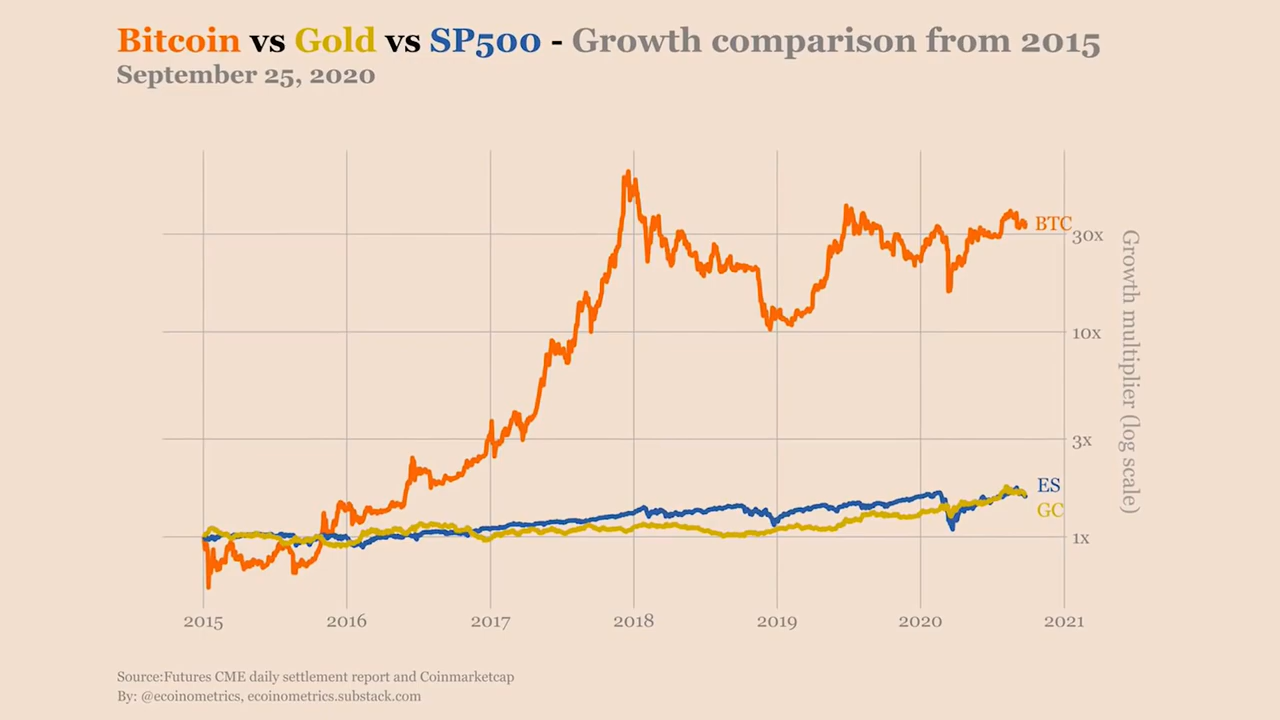 Bitcoin vs Gold vs SP500 - Growth comparison from 2015
September 25, 2020
BTC
30x
10x
3x
1x
Growth multiplier (log scale)
ES
GC
2015 2016 2017 2018 2019 2020 2021
Source:Futures CME daily settlement report and Coinmarketcap
By: @ecoinometrics, ecoinometrics.substack.com